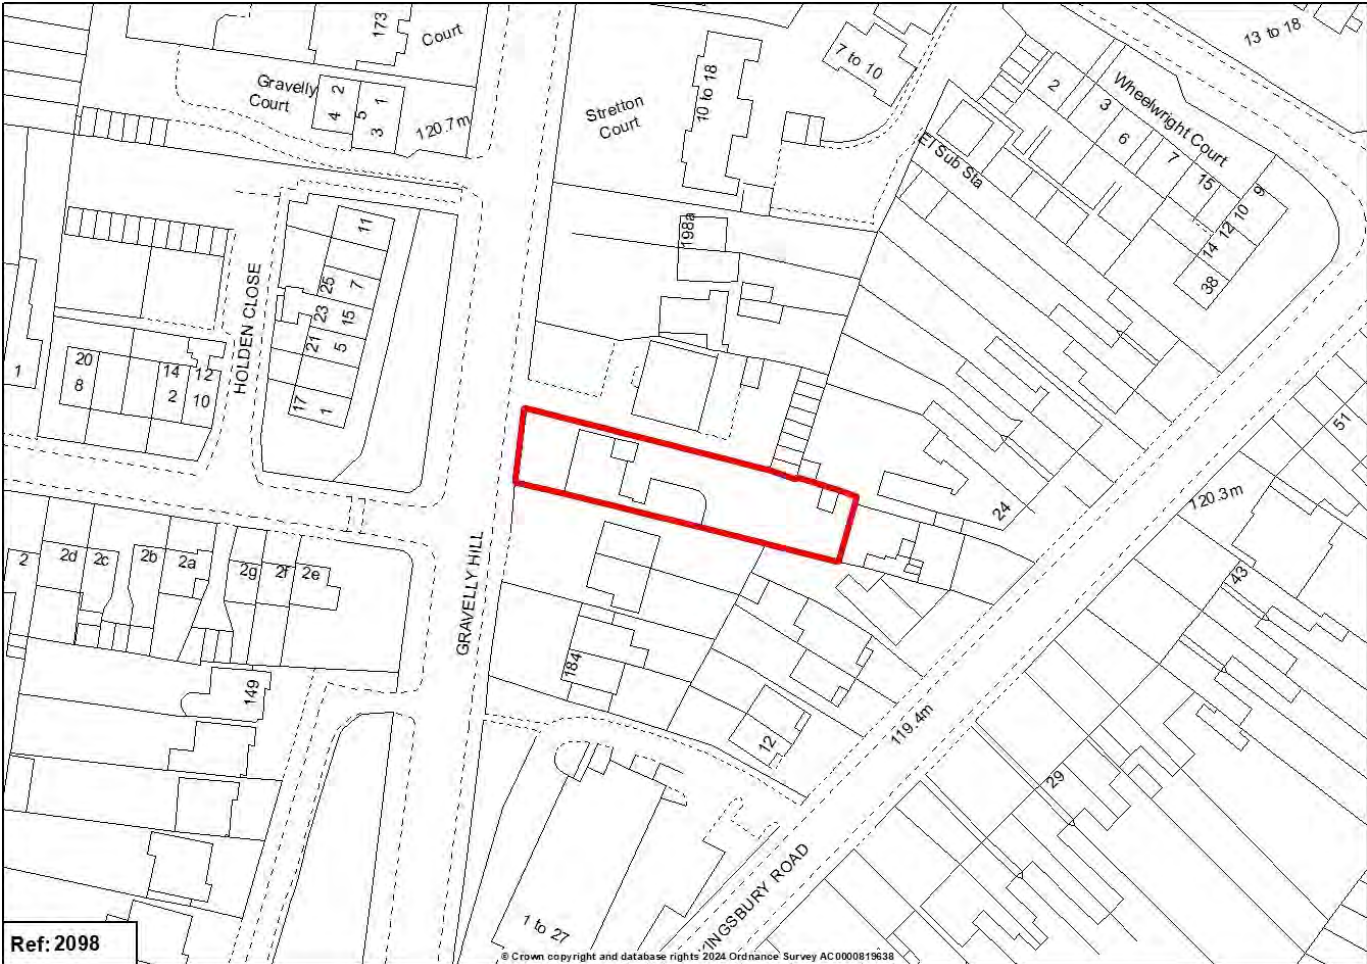 173
Court
Gravelly
Court
2
4
5
1
3
120.7m
Stretton
Court
10 to 18
7 to 10
13 to 18
Wheelwright Court
2
3
6
7
15
9
10
12
14
38
El Sub Sta
198a
11
25
7
23
15
21
5
17
1
HOLDEN CLOSE
1
20
8
14
12
2
10
51
24
120.3m
43
2
2d
2c
2b
2a
2g
2f
2e
GRAVELLY HILL
149
184
12
119.4m
29
1 to 27
KINGSBURY ROAD
Ref: 2098
© Crown copyright and database rights 2024 Ordnance Survey AC0000819638